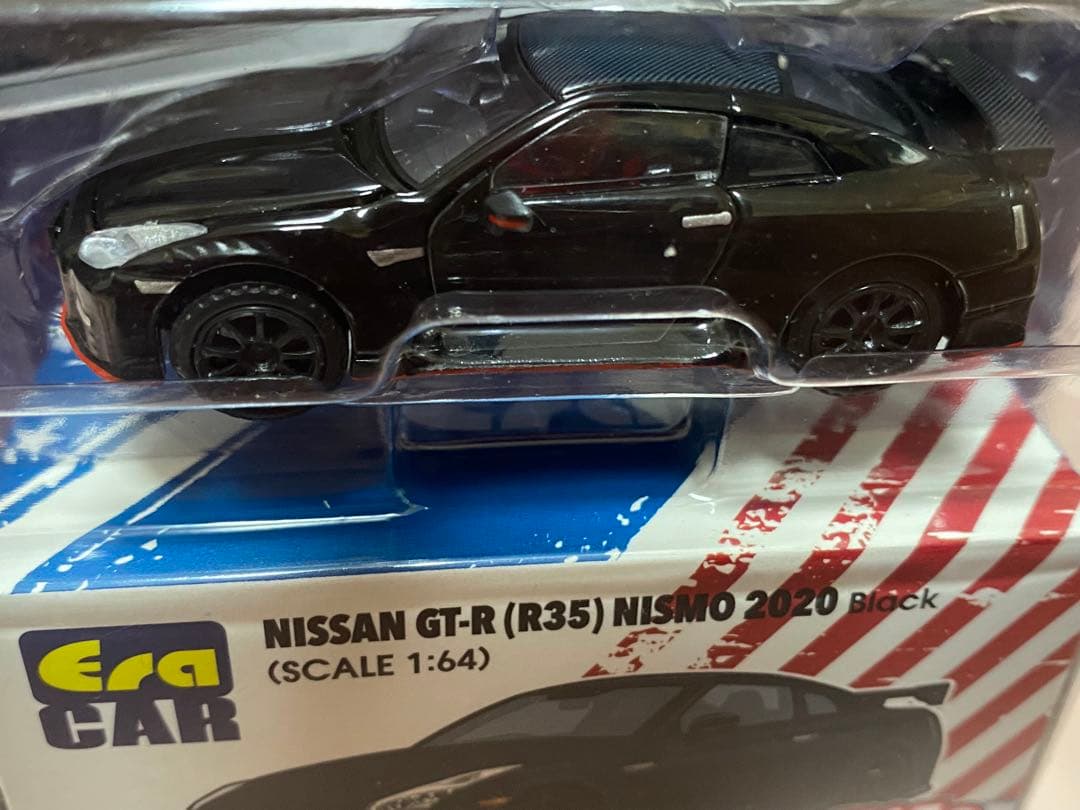 NISSAN GT-R (R35) NISMO 2020 Black
(SCALE 1:64)
Era
CAR